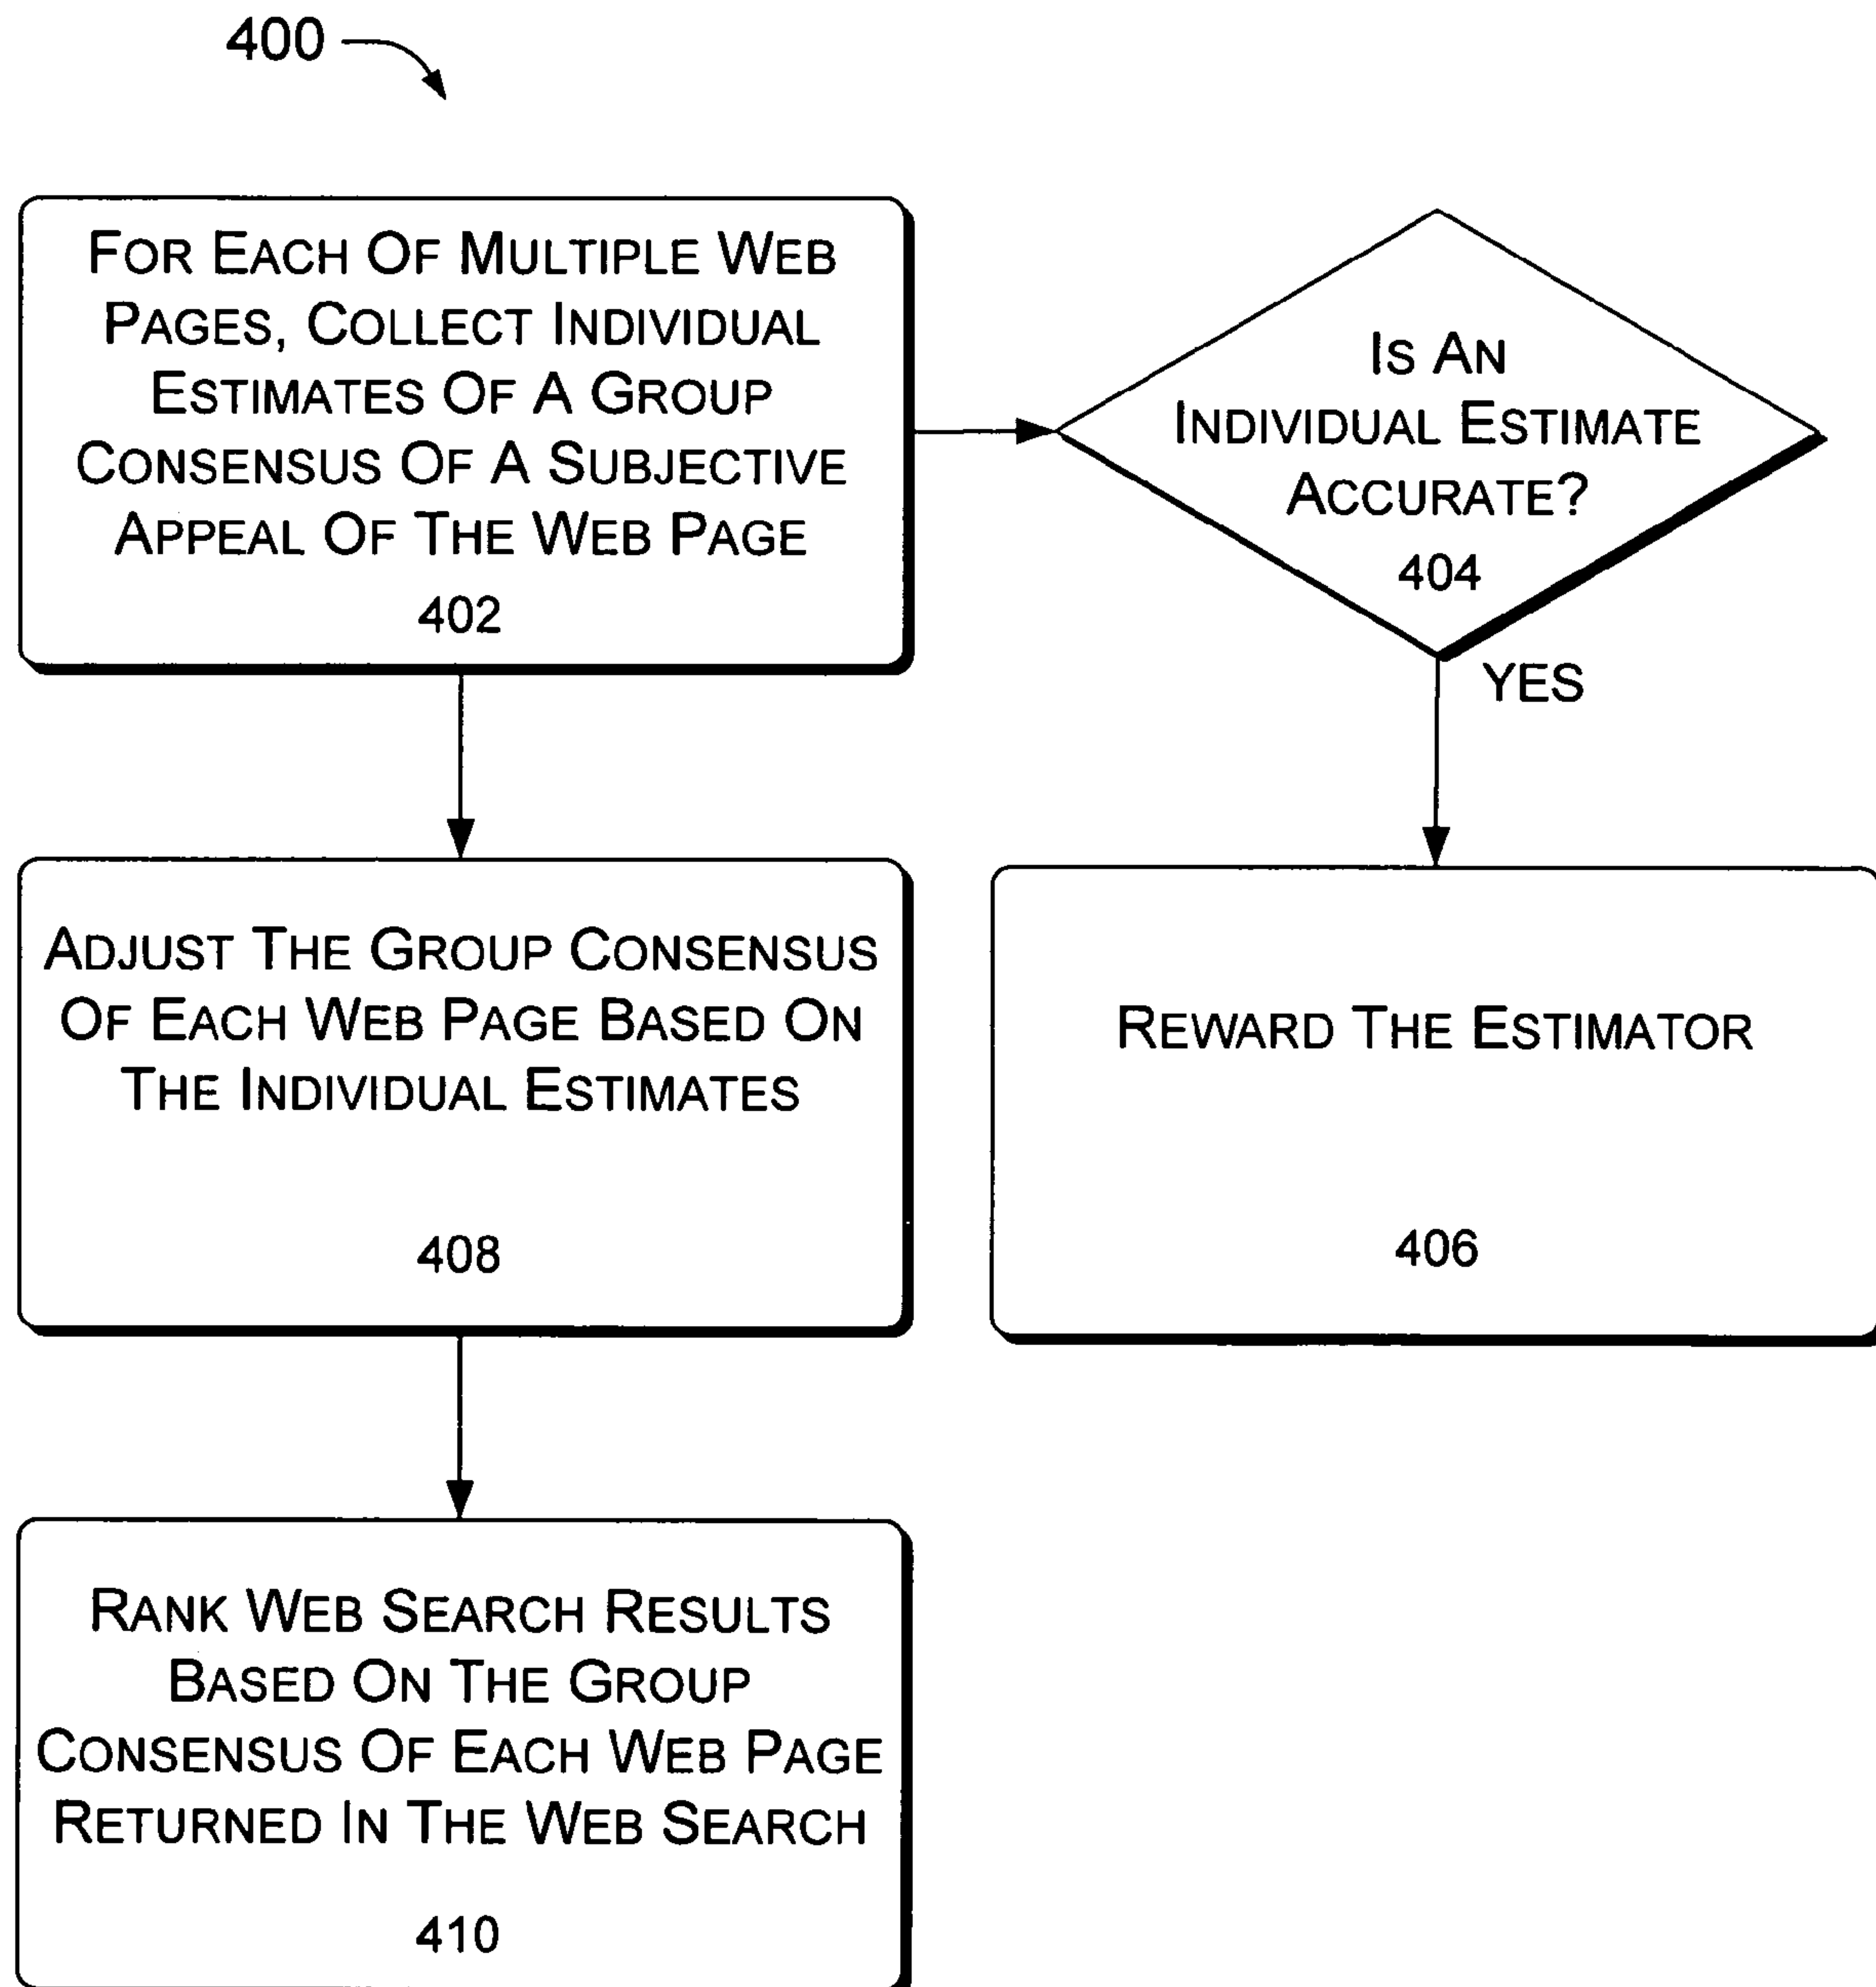 400
FOR EACH OF MULTIPLE WEB
PAGES, COLLECT INDIVIDUAL
ESTIMATES OF A GROUP
CONSENSUS OF A SUBJECTIVE
APPEAL OF THE WEB PAGE
402
IS AN
INDIVIDUAL ESTIMATE
ACCURATE?
404
YES
REWARD THE ESTIMATOR
406
ADJUST THE GROUP CONSENSUS
OF EACH WEB PAGE BASED ON
THE INDIVIDUAL ESTIMATES
408
RANK WEB SEARCH RESULTS
BASED ON THE GROUP
CONSENSUS OF EACH WEB PAGE
RETURNED IN THE WEB SEARCH
410